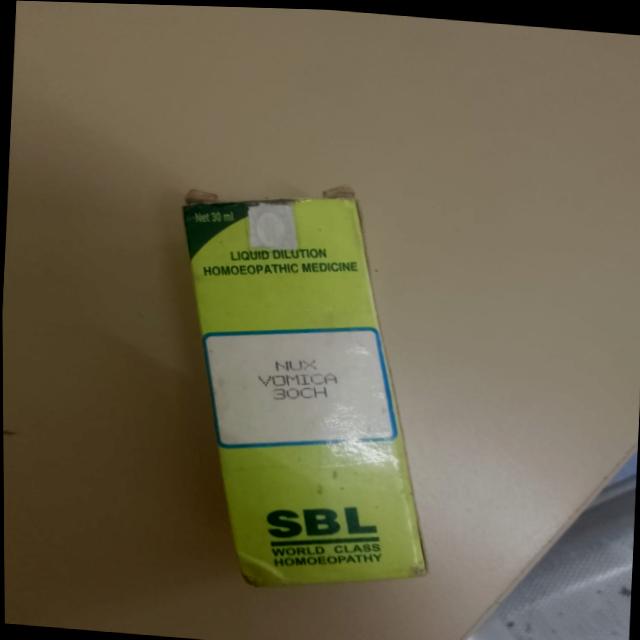 Net 30 ml
LIQUID DILUTION
HOMOEOPATHIC MEDICINE
NUX
VOMICA
30CH
SBL
WORLD CLASS
HOMOEOPATHY